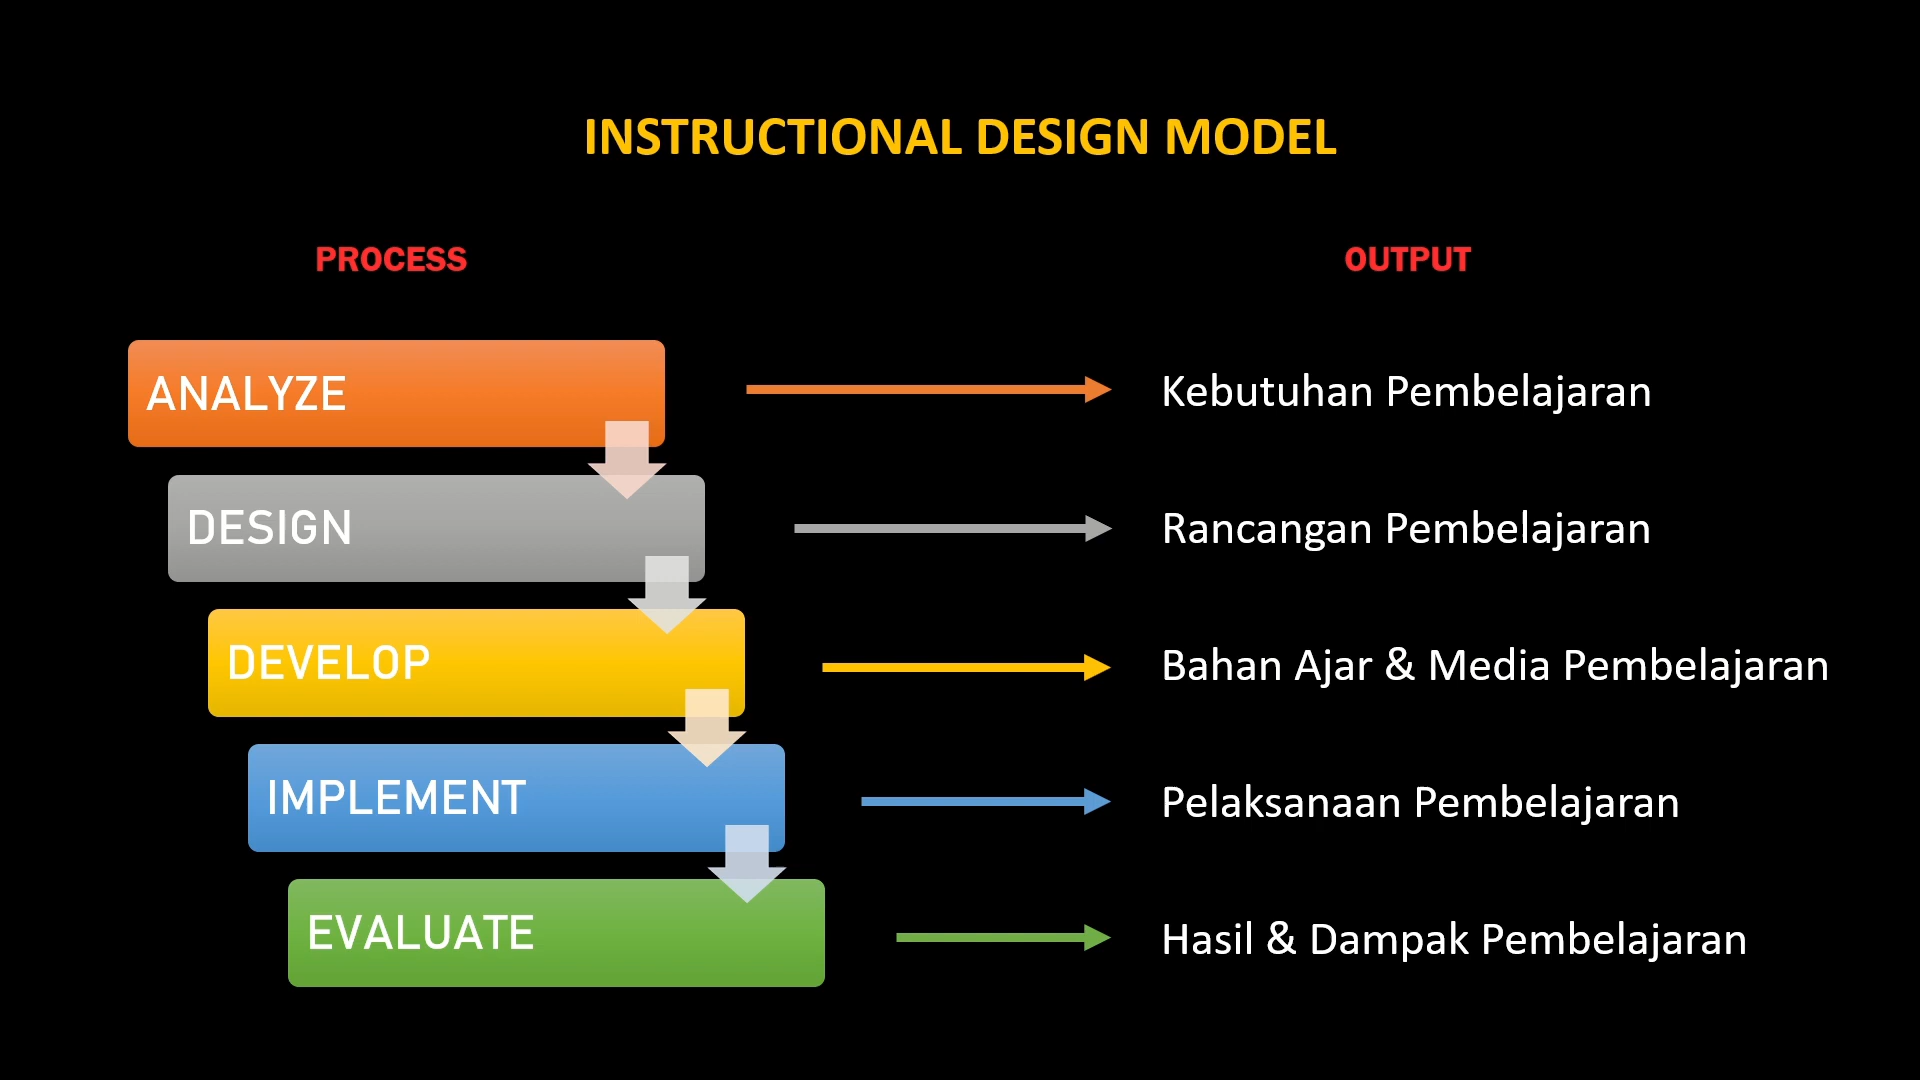 INSTRUCTIONAL DESIGN MODEL
PROCESS
OUTPUT
ANALYZE
Kebutuhan Pembelajaran
DESIGN
Rancangan Pembelajaran
DEVELOP
Bahan Ajar & Media Pembelajaran
IMPLEMENT
Pelaksanaan Pembelajaran
EVALUATE
Hasil & Dampak Pembelajaran